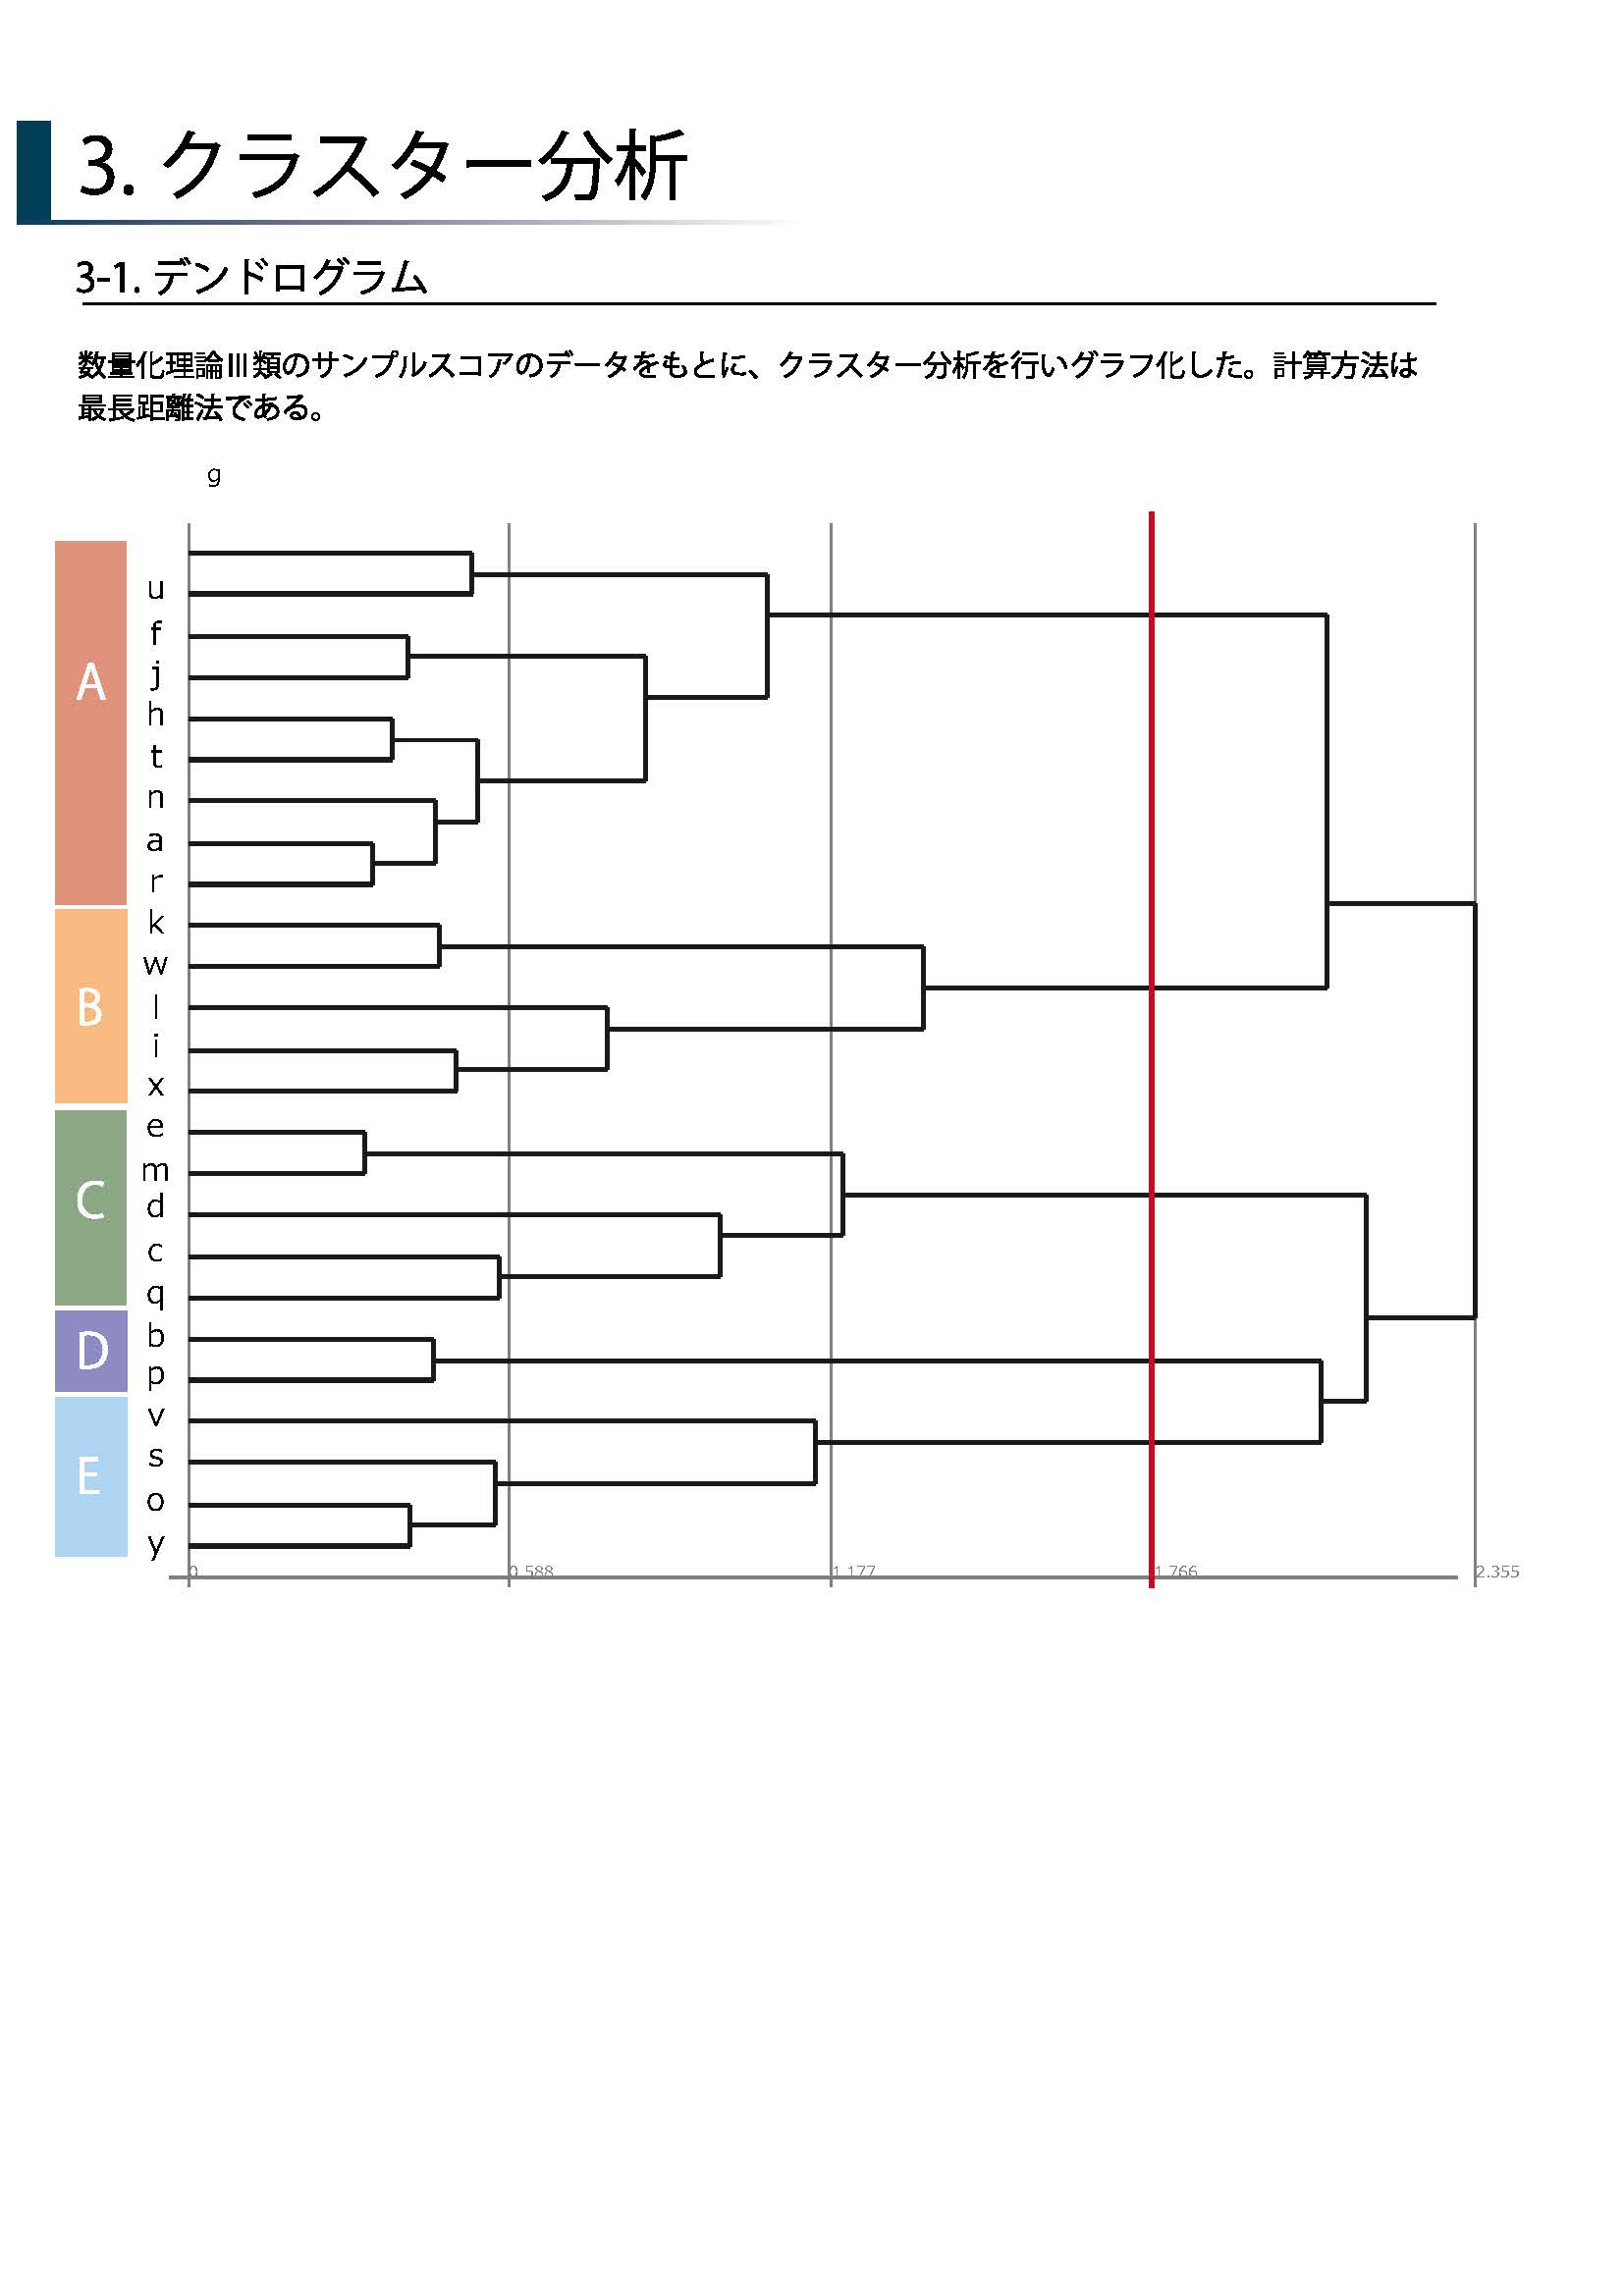 3. クラスター分析
3-1. デンドログラム
数量化理論Ⅲ類のサンプルスコアのデータをもとに、クラスター分析を行いグラフ化した。計算方法は
最長距離法である。
g
u
f
j
A
h
t
n
a
r
k
w
B
l
i
x
e
m
C
d
c
q
b
D
p
v
s
E
o
y
0
0.588
1.177
1.766
2.355